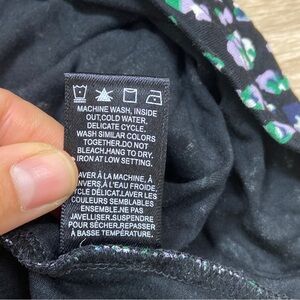 MACHINE WASH, INSIDE
OUT,COLD WATER,
DELICATE CYCLE.
WASH SIMILAR COLORS
TOGETHER.DO NOT
BLEACH.HANG TO DRY.
IRON AT LOW SETTING.
LAVER À LA MACHINE, À
L'ENVERS,À L'EAU FROIDE,
CYCLE DÉLICAT.LAVER LES
COULEURS SEMBLABLES
ENSEMBLE.NE PAS
JAVELLISER.SUSPENDRE
POUR SÉCHER.REPASSER
À BASSE TEMPÉRATURE.